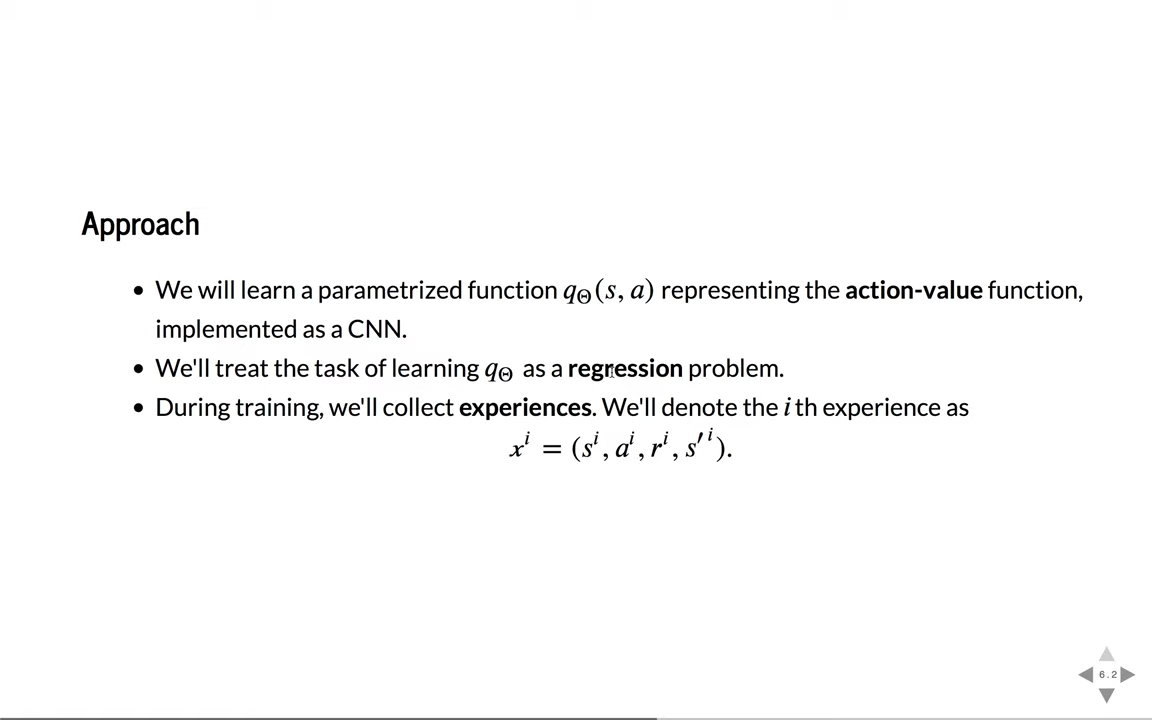 Approach
• We will learn a parametrized function q_Θ(s, a) representing the action-value function,
implemented as a CNN.
• We'll treat the task of learning q_Θ as a regression problem.
• During training, we'll collect experiences. We'll denote the i th experience as
x^i = (s^i, a^i, r^i, s'^i).
6.2